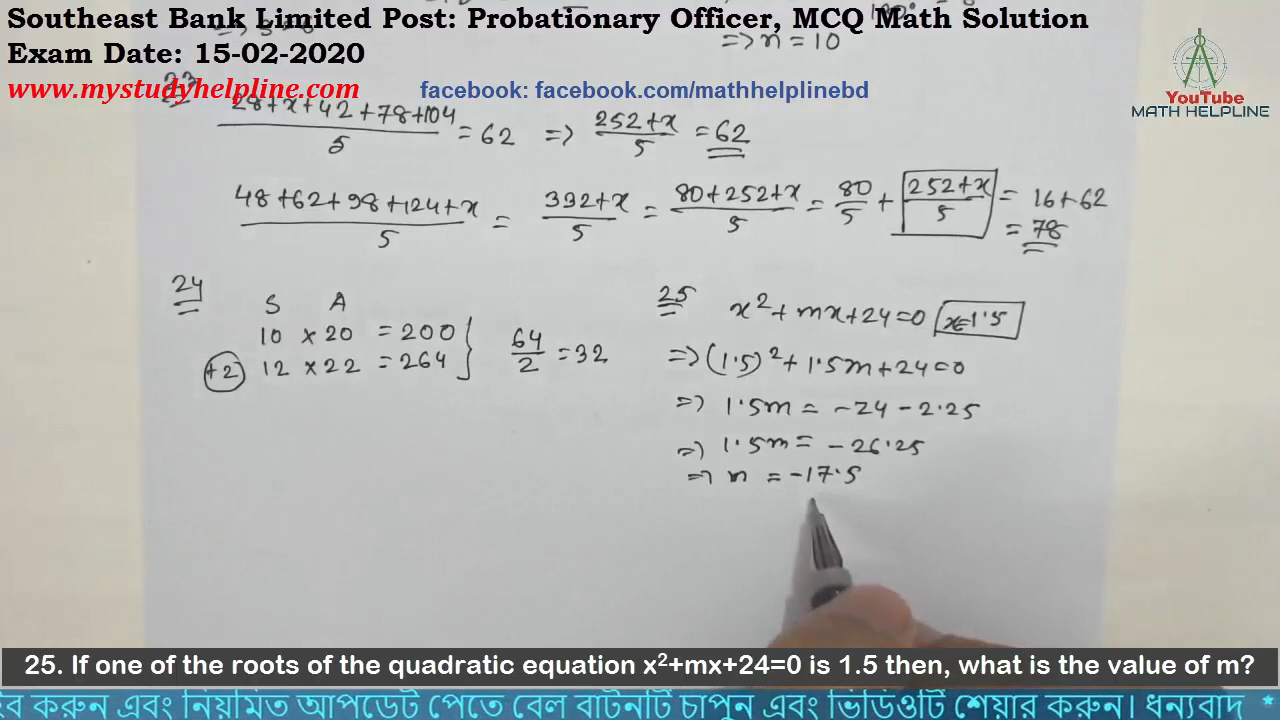 Southeast Bank Limited Post: Probationary Officer, MCQ Math Solution
Exam Date: 15-02-2020
=> n = 10
www.mystudyhelpline.com
facebook: facebook.com/mathhelplinebd
YouTube
MATH HELPLINE
23
28+x+42+78+104/5 = 62 => 252+x/5 = 62
48+62+98+124+x/5 = 332+x/5 = 80+252+x/5 = 80/5 + 252+x/5 = 16+62
= 78
24
S A
10 × 20 = 200
+2 12 × 22 = 264
64/2 = 32
25
x²+mx+24=0 x=1.5
=> (1.5)²+1.5m+24=0
=> 1.5m = -24-2.25
=> 1.5m = -26.25
=> m = -17.5
25. If one of the roots of the quadratic equation x²+mx+24=0 is 1.5 then, what is the value of m?
করুন এবং নিয়মিত আপডেট পেতে বেল বাটনটি চাপুন এবং ভিডিওটি শেয়ার করুন। ধন্যবাদ *